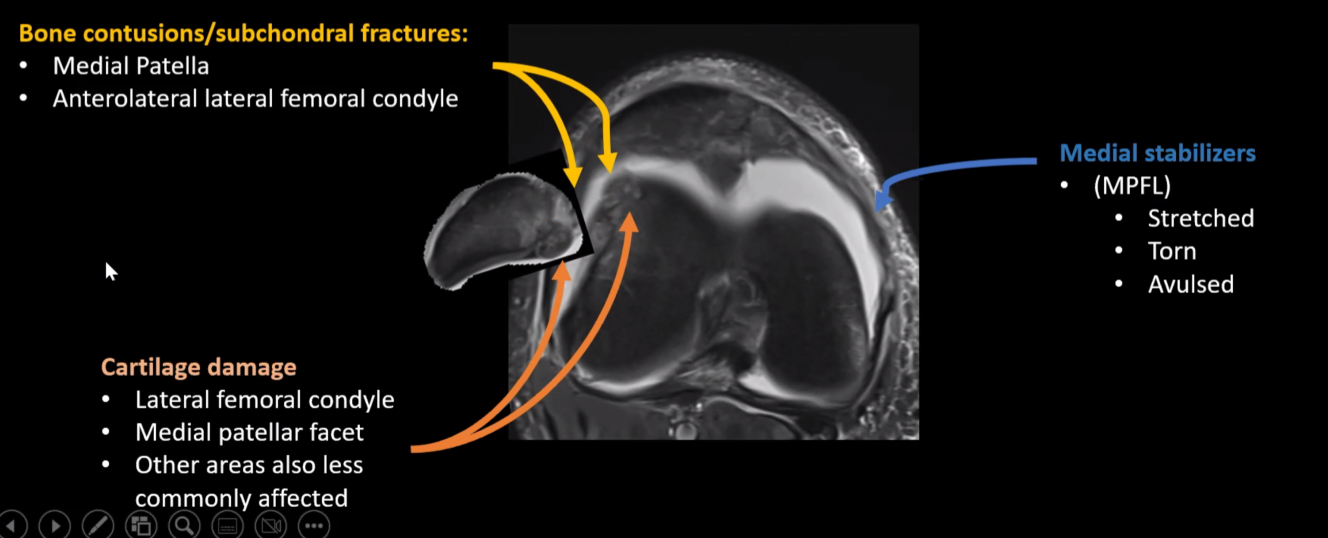 Bone contusions/subchondral fractures:
• Medial Patella
• Anterolateral lateral femoral condyle
Medial stabilizers
• (MPFL)
• Stretched
• Torn
• Avulsed
Cartilage damage
• Lateral femoral condyle
• Medial patellar facet
• Other areas also less
commonly affected